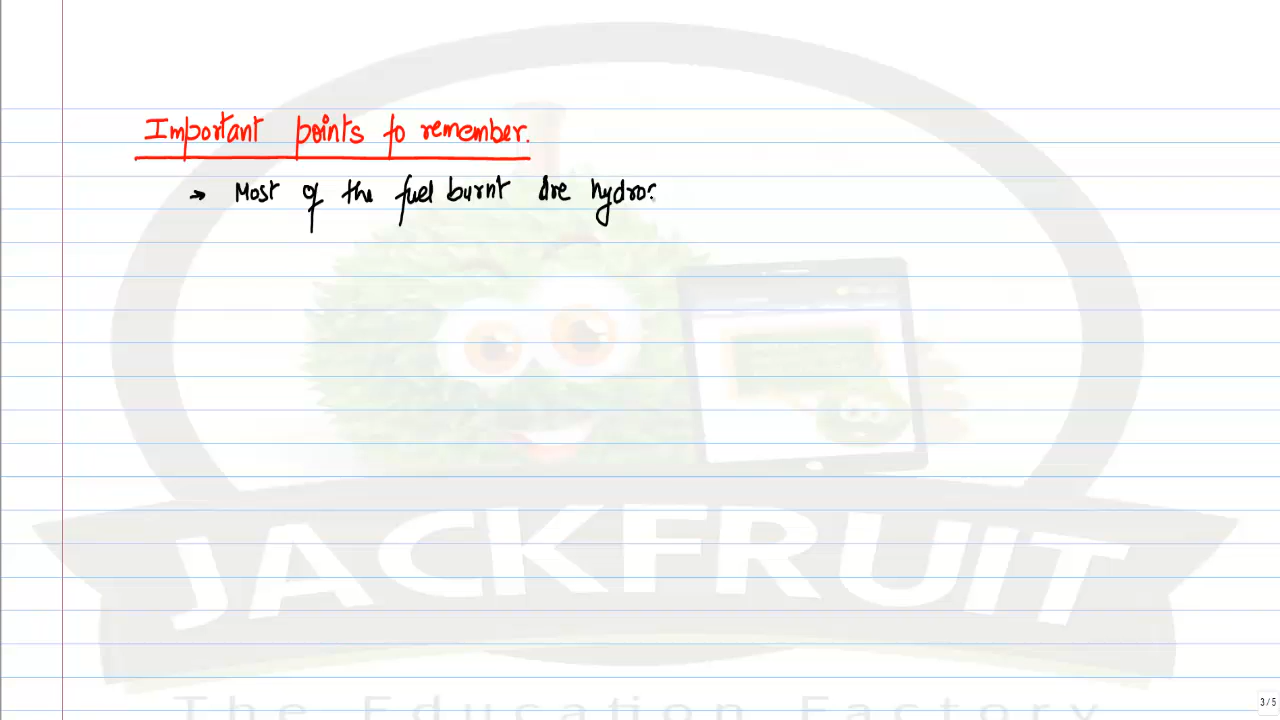 Important points to remember.
→ Most of the fuel burnt are hydro
JACKFRUIT
The Education Factory
3/5